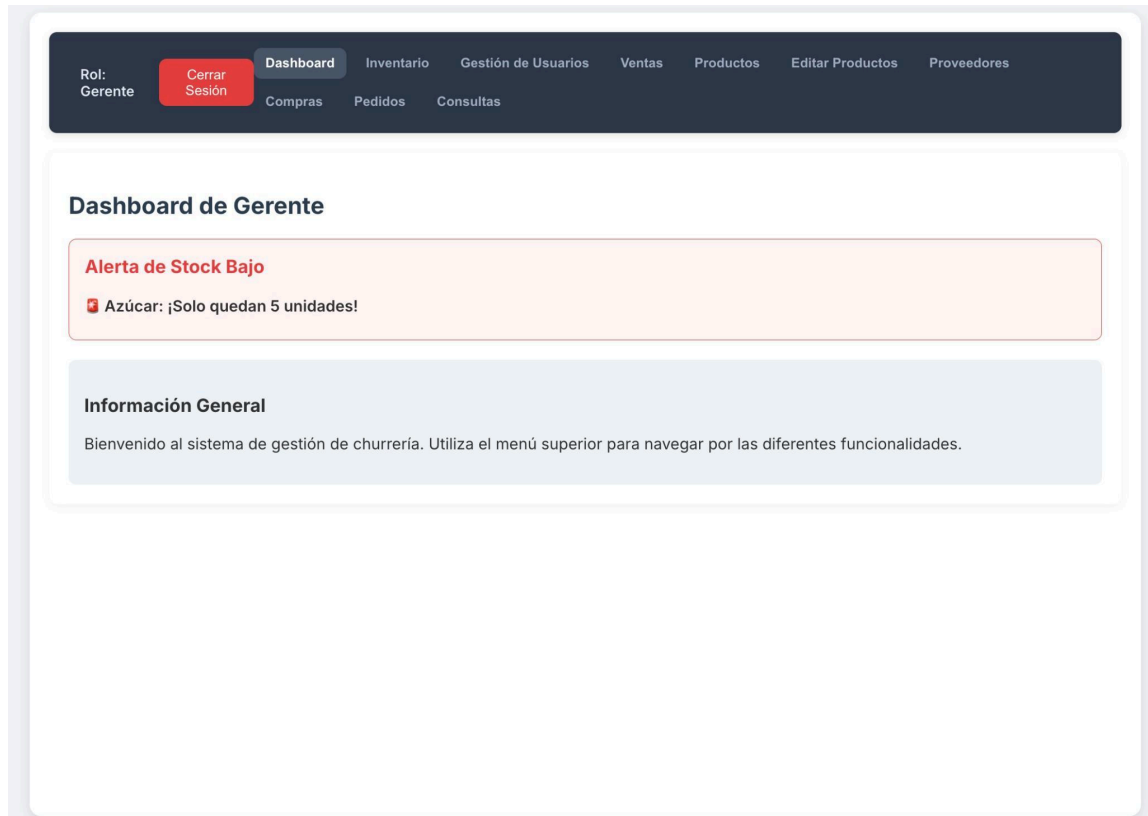 Rol:
Gerente
Cerrar
Sesión
Dashboard Inventario Gestión de Usuarios Ventas Productos Editar Productos Proveedores
Compras Pedidos Consultas
Dashboard de Gerente
Alerta de Stock Bajo
🚨 Azúcar: ¡Solo quedan 5 unidades!
Información General
Bienvenido al sistema de gestión de churrería. Utiliza el menú superior para navegar por las diferentes funcionalidades.